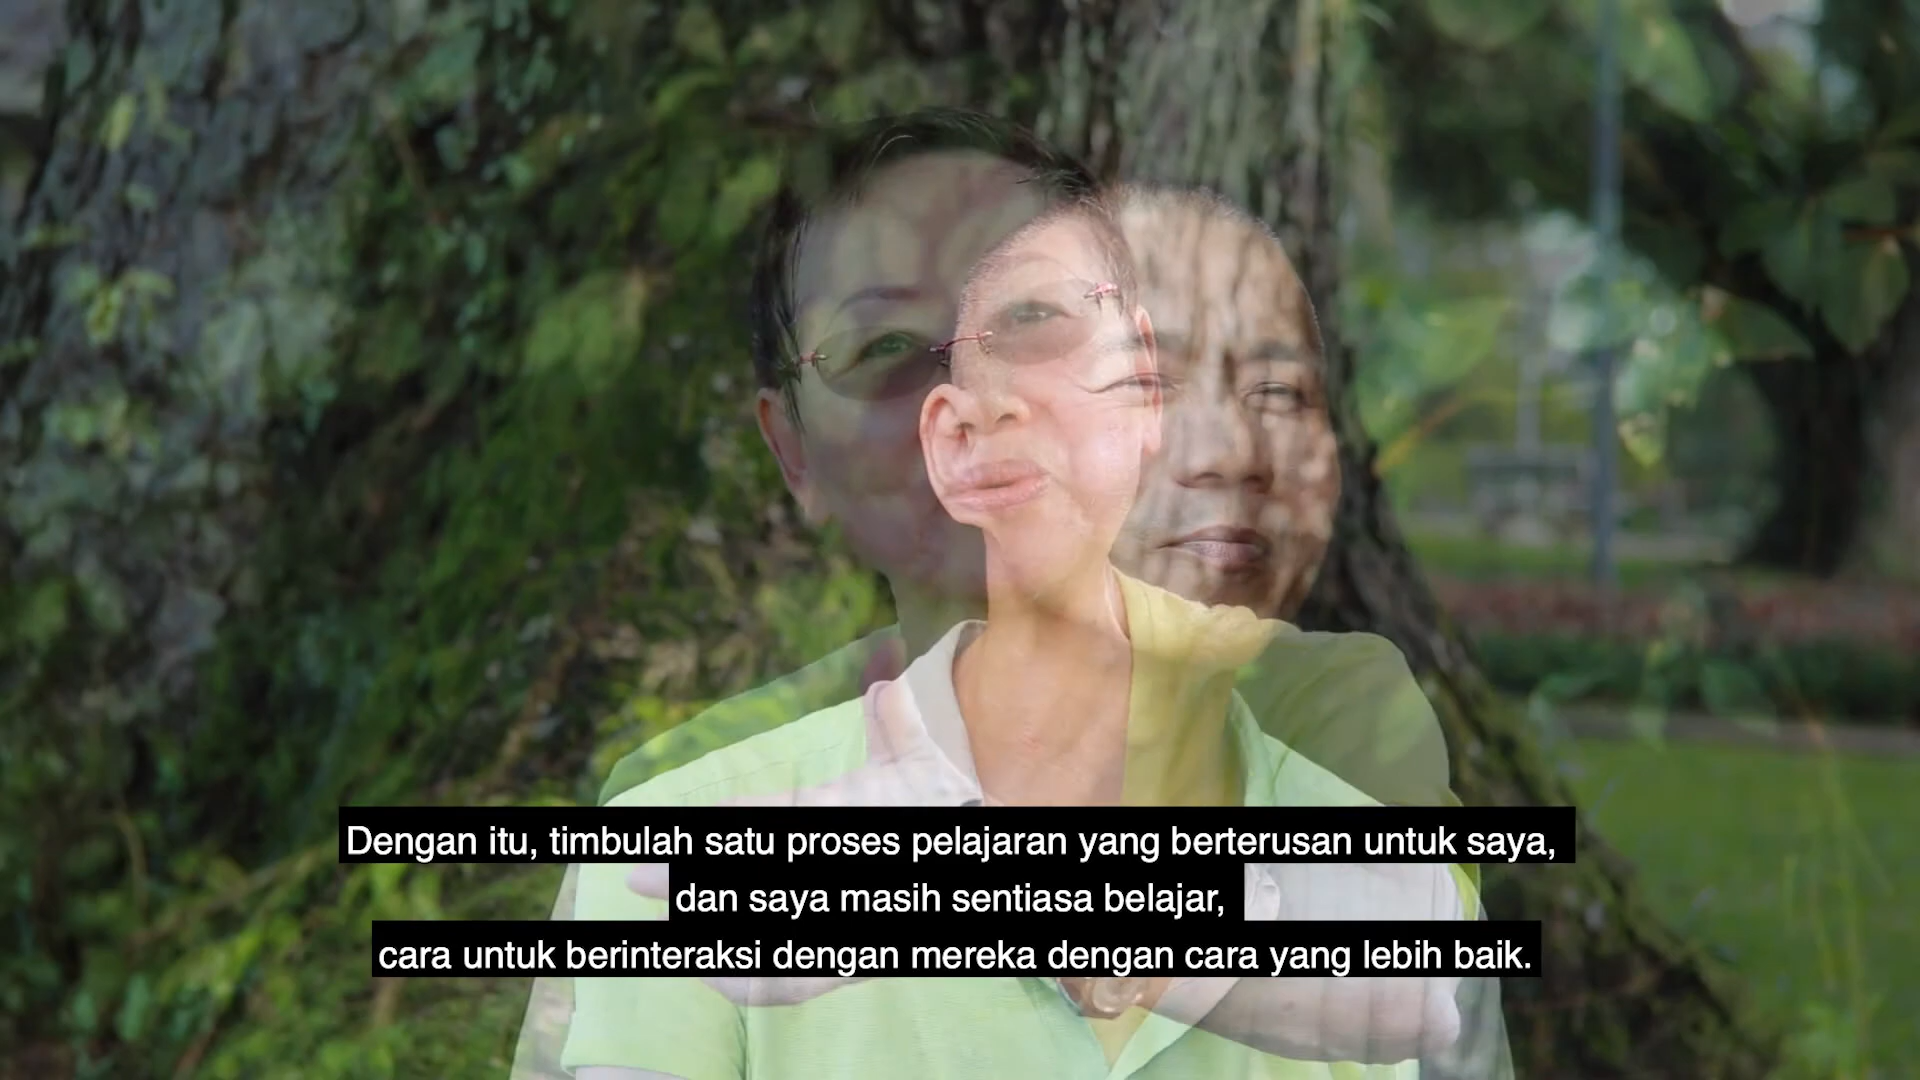 Dengan itu, timbulah satu proses pelajaran yang berterusan untuk saya,
dan saya masih sentiasa belajar,
cara untuk berinteraksi dengan mereka dengan cara yang lebih baik.